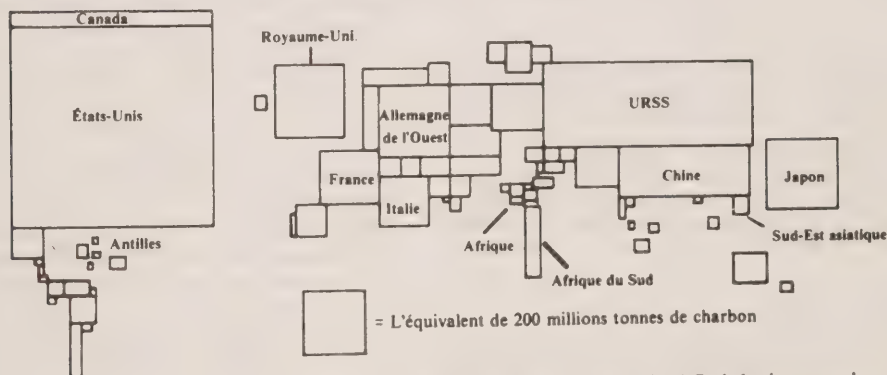 Canada
États-Unis
Antilles
Royaume-Uni.
Allemagne
de l'Ouest
France
Italie
Afrique
Afrique du Sud
URSS
Chine
Japon
Sud-Est asiatique
= L'équivalent de 200 millions tonnes de charbon